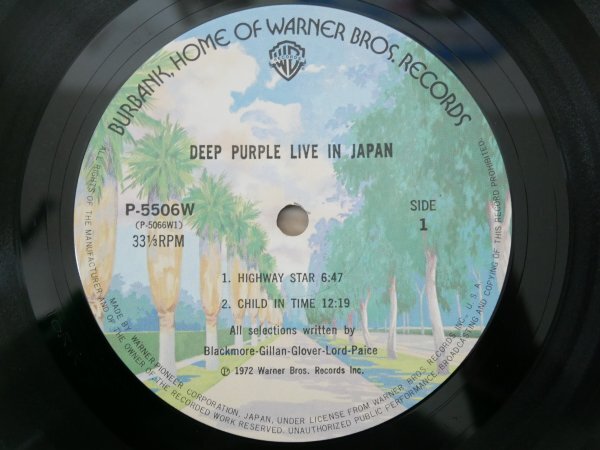 BURBANK, HOME OF WARNER BROS. RECORDS
DEEP PURPLE LIVE IN JAPAN
P-5506W
(P-5066W1)
33⅓RPM
SIDE
1
1. HIGHWAY STAR 6:47
2. CHILD IN TIME 12:19
All selections written by
Blackmore-Gillan-Glover-Lord-Paice
℗ 1972 Warner Bros. Records Inc.
MADE BY WARNER-PIONEER CORPORATION, JAPAN, UNDER LICENSE FROM WARNER BROS. RECORDS INC., U.S.A.
ALL RIGHTS OF THE MANUFACTURER AND OF THE OWNER OF THE RECORDED WORK RESERVED. UNAUTHORIZED PUBLIC PERFORMANCE, BROADCASTING AND COPYING OF THIS RECORD PROHIBITED.